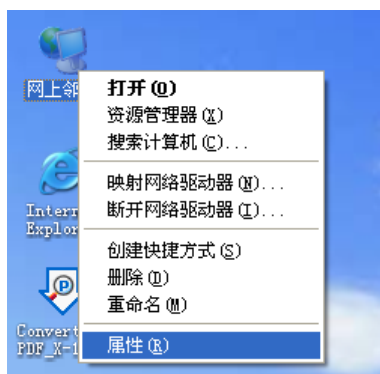 网上邻
打开(O)
资源管理器(X)
搜索计算机(C)...
映射网络驱动器(N)...
Intern
断开网络驱动器(I)...
Explor
创建快捷方式(S)
删除(D)
重命名(M)
Convert
PDF_X-1
属性(R)